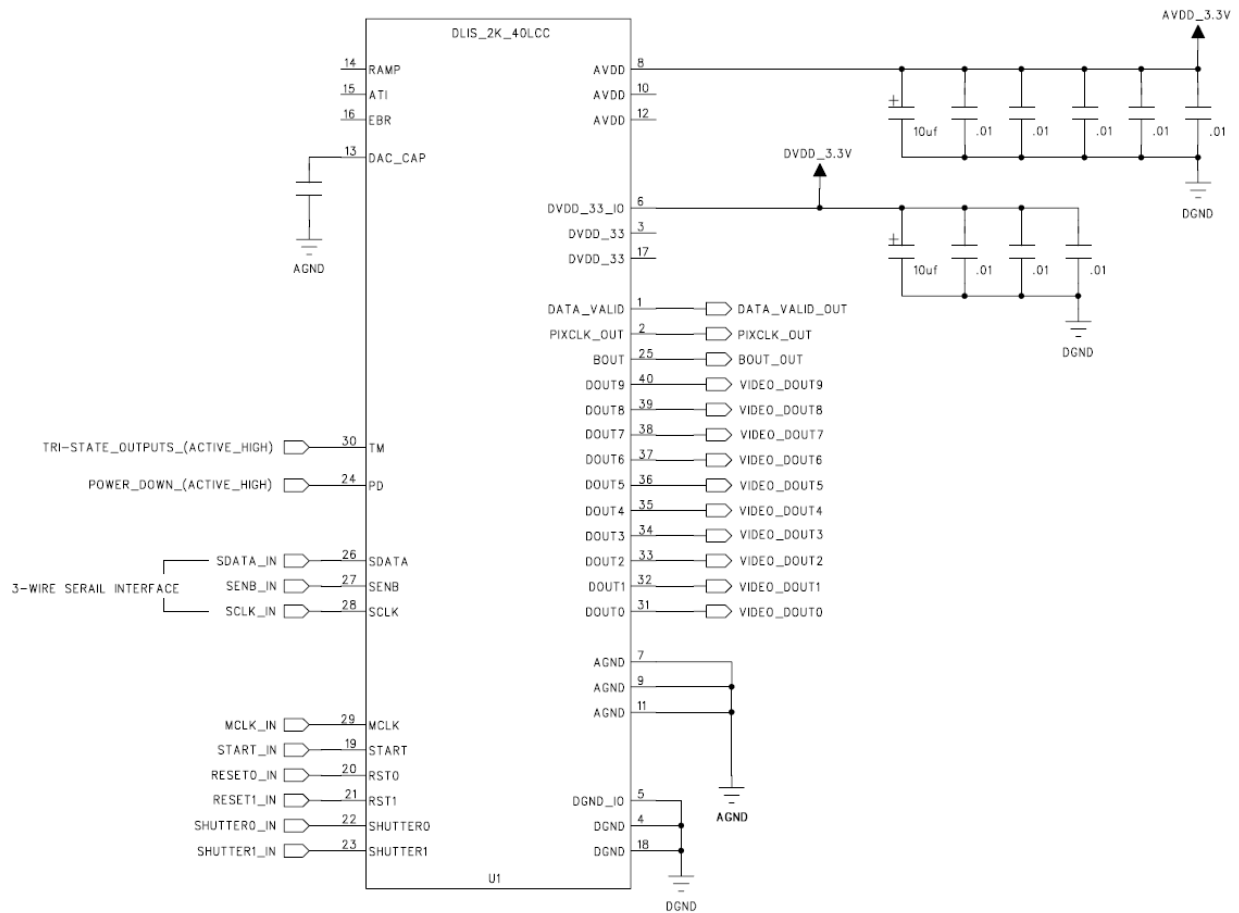 DLIS_2K_40LCC
AVDD_3.3V
14 RAMP
15 ATI
16 EBR
13 DAC_CAP
AGND
AVDD 8
AVDD 10
AVDD 12
10uf .01 .01 .01 .01 .01
DGND
DVDD_3.3V
DVDD_33_IO 6
DVDD_33 3
DVDD_33 17
10uf .01 .01 .01
DGND
DATA_VALID 1 DATA_VALID_OUT
PIXCLK_OUT 2 PIXCLK_OUT
BOUT 25 BOUT_OUT
DOUT9 40 VIDEO_DOUT9
DOUT8 39 VIDEO_DOUT8
DOUT7 38 VIDEO_DOUT7
DOUT6 37 VIDEO_DOUT6
DOUT5 36 VIDEO_DOUT5
DOUT4 35 VIDEO_DOUT4
DOUT3 34 VIDEO_DOUT3
DOUT2 33 VIDEO_DOUT2
DOUT1 32 VIDEO_DOUT1
DOUT0 31 VIDEO_DOUT0
TRI-STATE_OUTPUTS_(ACTIVE_HIGH) 30 TM
POWER_DOWN_(ACTIVE_HIGH) 24 PD
3-WIRE SERAIL INTERFACE
SDATA_IN 26 SDATA
SENB_IN 27 SENB
SCLK_IN 28 SCLK
AGND 7
AGND 9
AGND 11
AGND
MCLK_IN 29 MCLK
START_IN 19 START
RESET0_IN 20 RST0
RESET1_IN 21 RST1
SHUTTER0_IN 22 SHUTTER0
SHUTTER1_IN 23 SHUTTER1
DGND_IO 5
DGND 4
DGND 18
DGND
U1